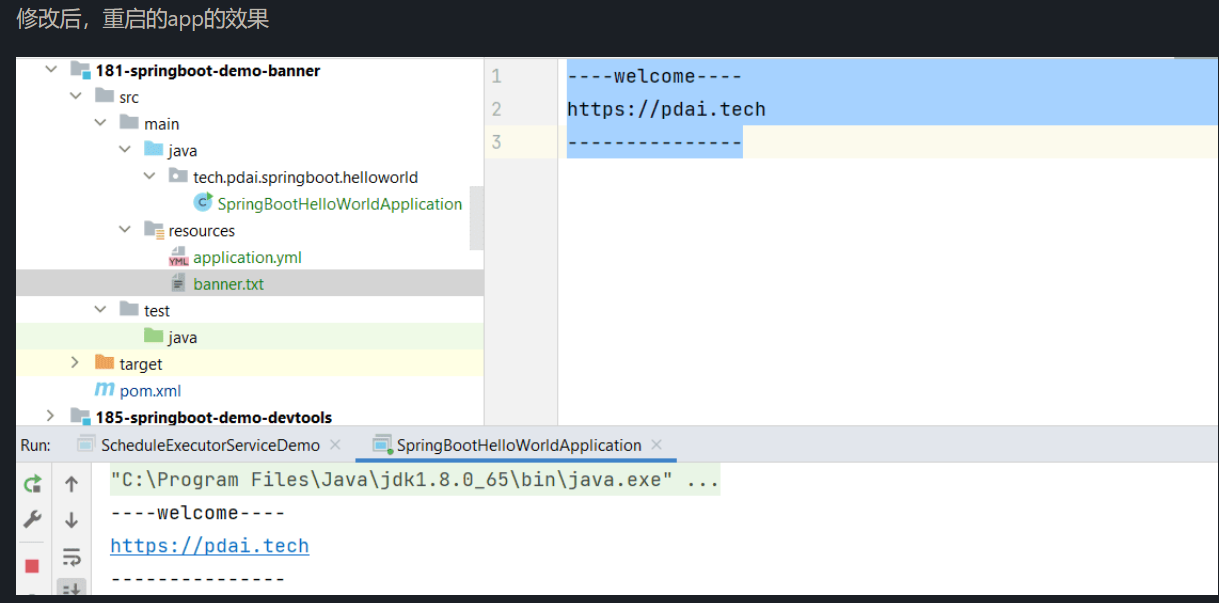 修改后，重启的app的效果
181-springboot-demo-banner
src
main
java
tech.pdai.springboot.helloworld
SpringBootHelloWorldApplication
resources
application.yml
banner.txt
test
java
target
pom.xml
185-springboot-demo-devtools
1 ----welcome----
2 https://pdai.tech
3 ---------------
Run: ScheduleExecutorServiceDemo SpringBootHelloWorldApplication
"C:\Program Files\Java\jdk1.8.0_65\bin\java.exe" ...
----welcome----
https://pdai.tech
---------------